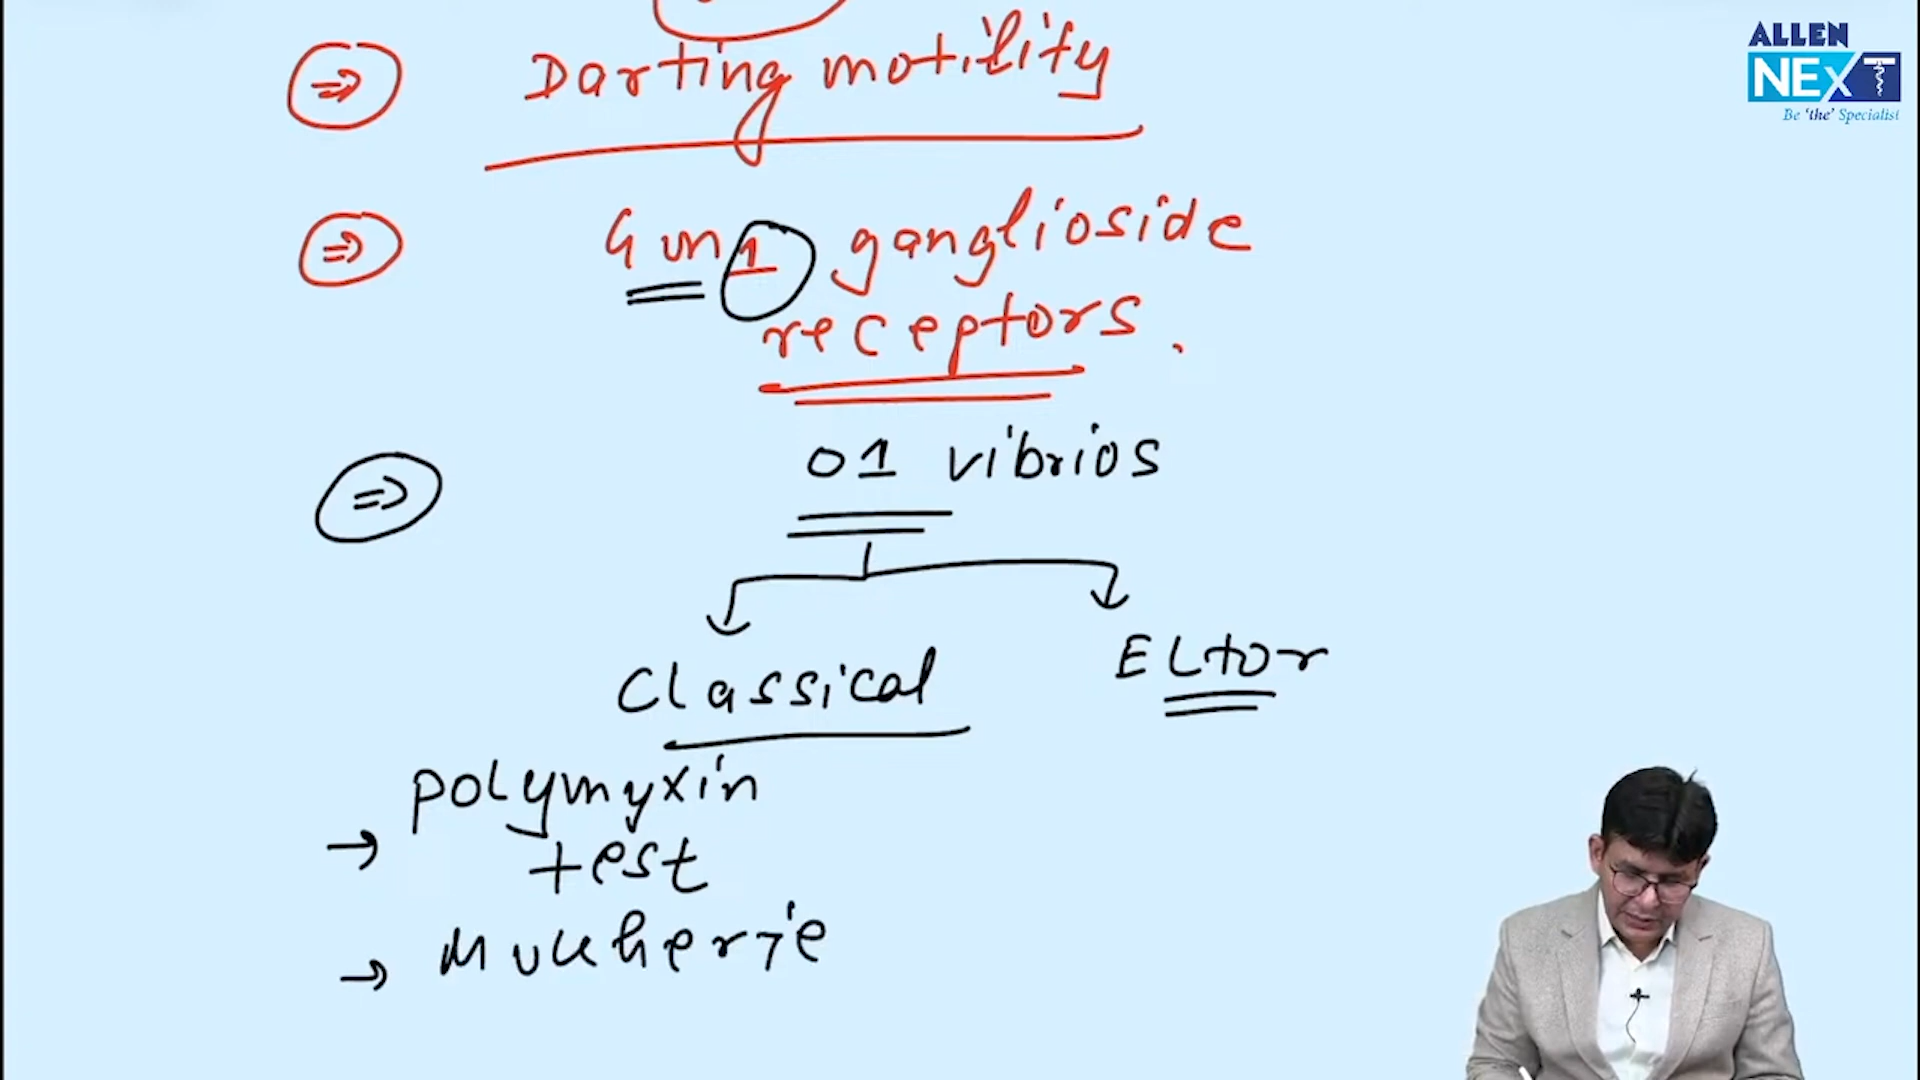 ALLEN
NEXT
Be 'the' Specialist
⇒ Darting motility
⇒ Gm1 ganglioside
receptors.
⇒ 01 vibrios
Classical
ELtor
polymyxin
→ test
→ Mukherje